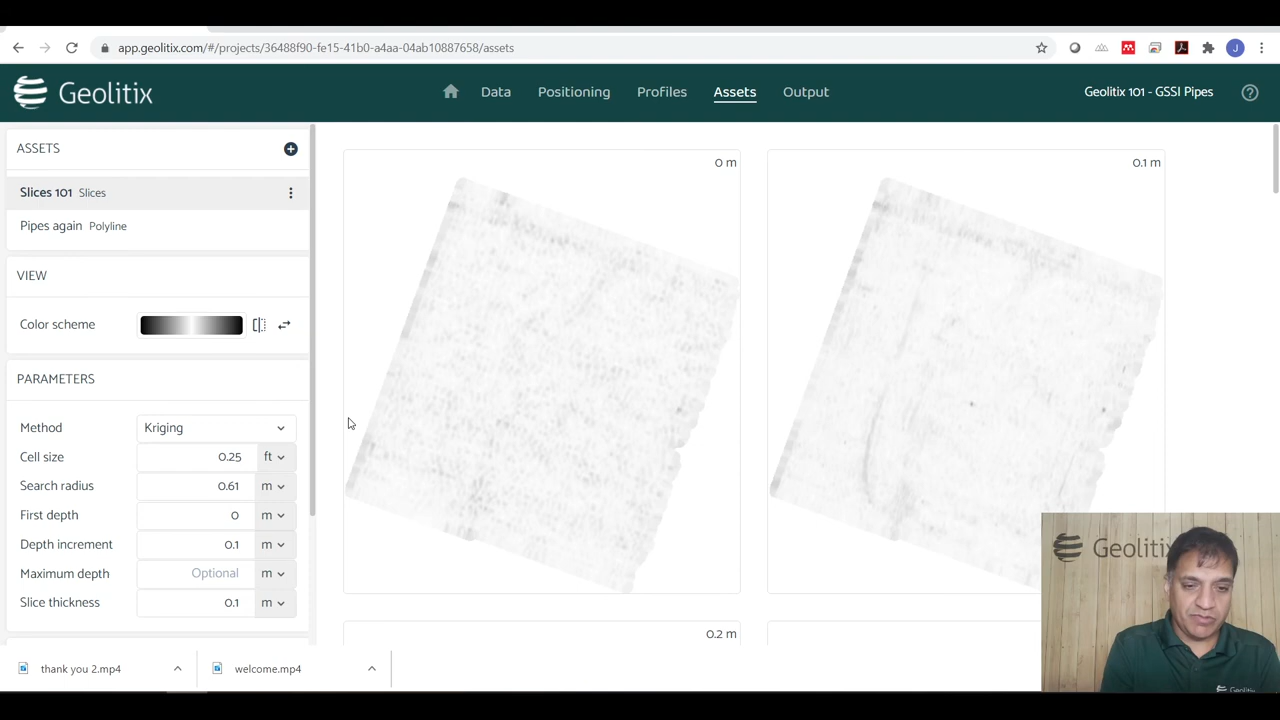 app.geolitix.com/#/projects/36488f90-fe15-41b0-a4aa-04ab10887658/assets
J
Geolitix
Data
Positioning
Profiles
Assets
Output
Geolitix 101 - GSSI Pipes
ASSETS
Slices 101 Slices
Pipes again Polyline
VIEW
Color scheme
PARAMETERS
Method Kriging
Cell size 0.25 ft
Search radius 0.61 m
First depth 0 m
Depth increment 0.1 m
Maximum depth Optional m
Slice thickness 0.1 m
0 m
0.1 m
0.2 m
Geolitix
Geolitix
thank you 2.mp4
welcome.mp4